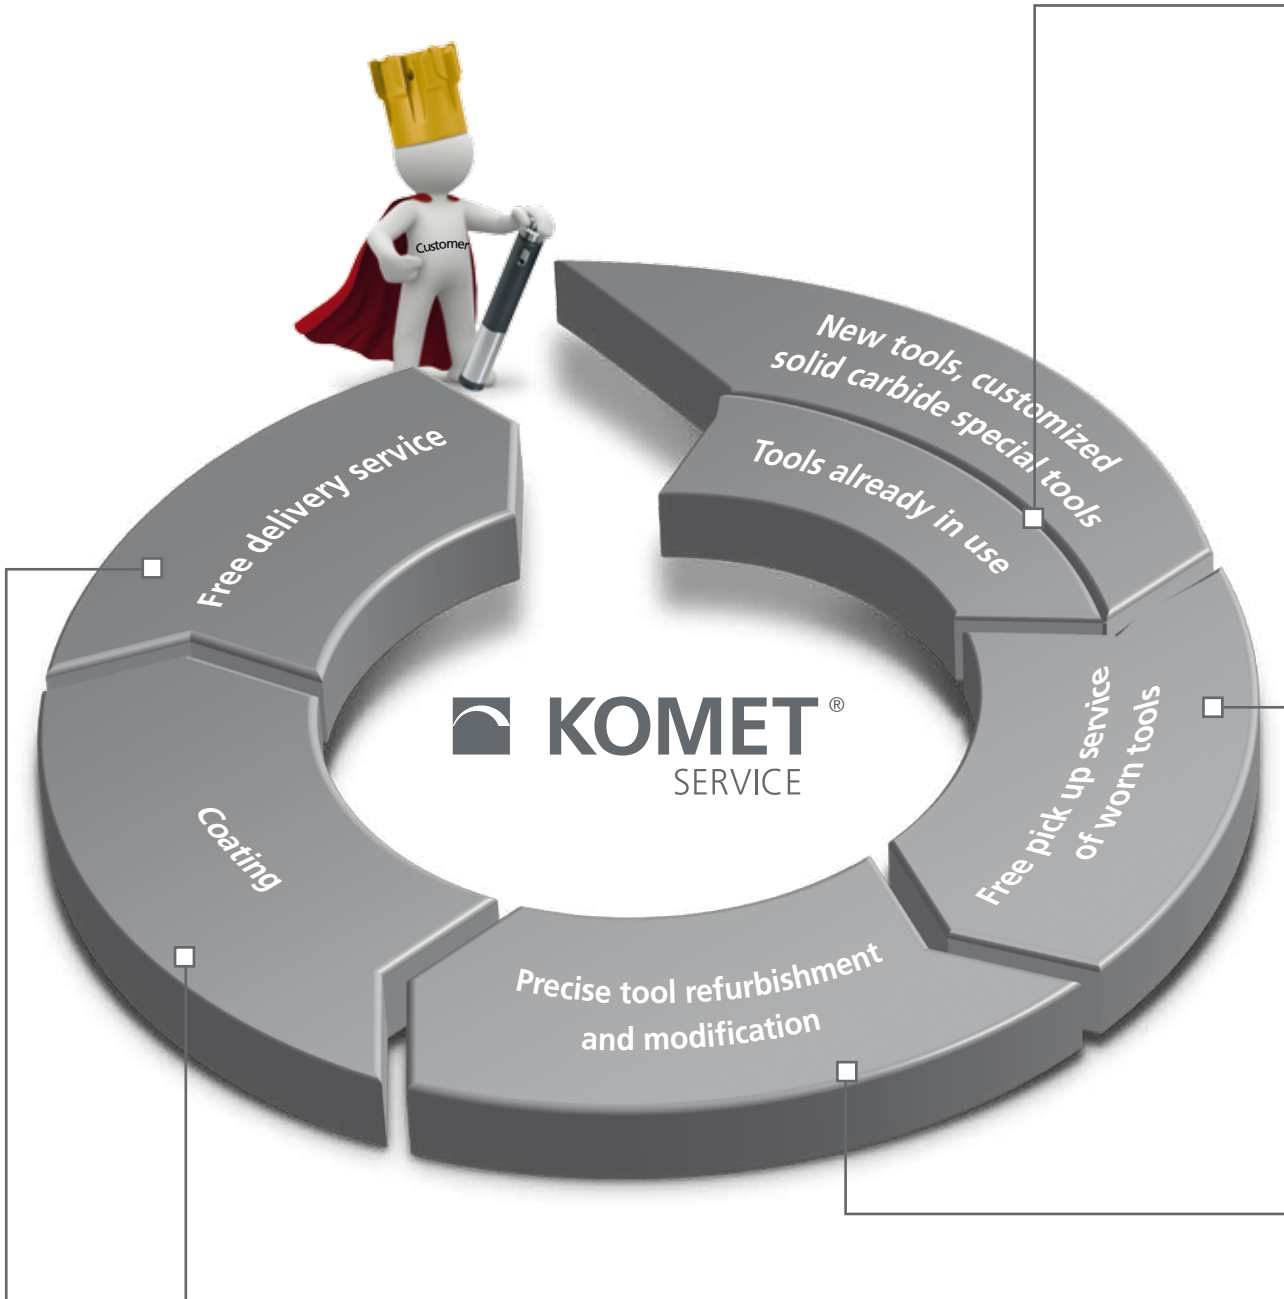 Customer
New tools, customized
solid carbide special tools
Tools already in use
Free delivery service
KOMET®
SERVICE
Free pick up service
of worn tools
Coating
Precise tool refurbishment
and modification